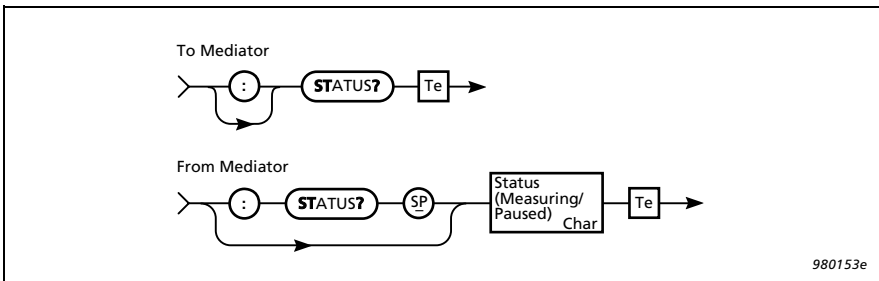 To Mediator
: STATUS? Te
From Mediator
: STATUS? SP Status
(Measuring/
Paused)
Char Te
980153e